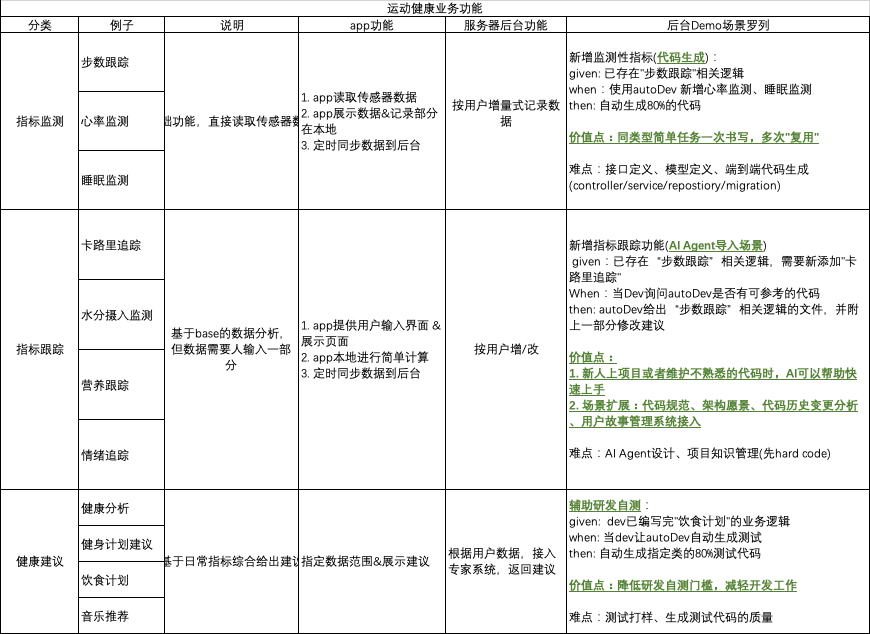 运动健康业务功能
分类 例子 说明 app功能 服务器后台功能 后台Demo场景罗列
指标监测
步数跟踪
心率监测
睡眠监测
出功能，直接读取传感器数
1. app读取传感器数据
2. app展示数据&记录部分
在本地
3. 定时同步数据到后台
按用户增量式记录数
据
新增监测性指标(代码生成)：
given: 已存在"步数跟踪"相关逻辑
when：使用autoDev 新增心率监测、睡眠监测
then: 自动生成80%的代码
价值点：同类型简单任务一次书写，多次"复用"
难点：接口定义、模型定义、端到端代码生成
(controller/service/repostiory/migration)
指标跟踪
卡路里追踪
水分摄入监测
营养跟踪
情绪追踪
基于base的数据分析，
但数据需要人输入一部
分
1. app提供用户输入界面 &
展示页面
2. app本地进行简单计算
3. 定时同步数据到后台
按用户增/改
新增指标跟踪功能(AI Agent导入场景)
given：已存在 “步数跟踪” 相关逻辑，需要新添加"卡
路里追踪"
When：当Dev询问autoDev是否有可参考的代码
then: autoDev给出 “步数跟踪” 相关逻辑的文件，并附
上一部分修改建议
价值点：
1. 新人上项目或者维护不熟悉的代码时，AI可以帮助快
速上手
2. 场景扩展：代码规范、架构愿景、代码历史变更分析
、用户故事管理系统接入
难点：AI Agent设计、项目知识管理(先hard code)
健康建议
健康分析
健身计划建议
饮食计划
音乐推荐
基于日常指标综合给出建议
指定数据范围&展示建议
根据用户数据，接入
专家系统，返回建议
辅助研发自测：
given: dev已编写完"饮食计划"的业务逻辑
when: 当dev让autoDev自动生成测试
then: 自动生成指定类的80%测试代码
价值点：降低研发自测门槛，减轻开发工作
难点：测试打样、生成测试代码的质量